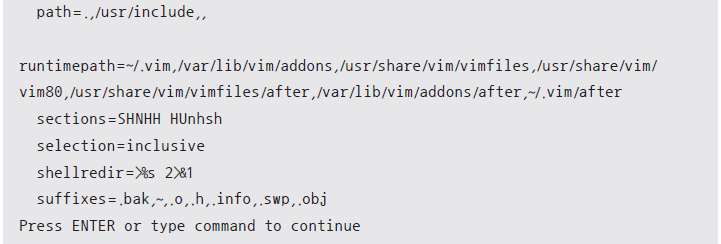 path=.,/usr/include,,
runtimepath=~/.vim,/var/lib/vim/addons,/usr/share/vim/vimfiles,/usr/share/vim/
vim80,/usr/share/vim/vimfiles/after,/var/lib/vim/addons/after,~/.vim/after
sections=SHNHH HUnhsh
selection=inclusive
shellredir=>%s 2>&1
suffixes=.bak,~,.o,.h,.info,.swp,.obj
Press ENTER or type command to continue